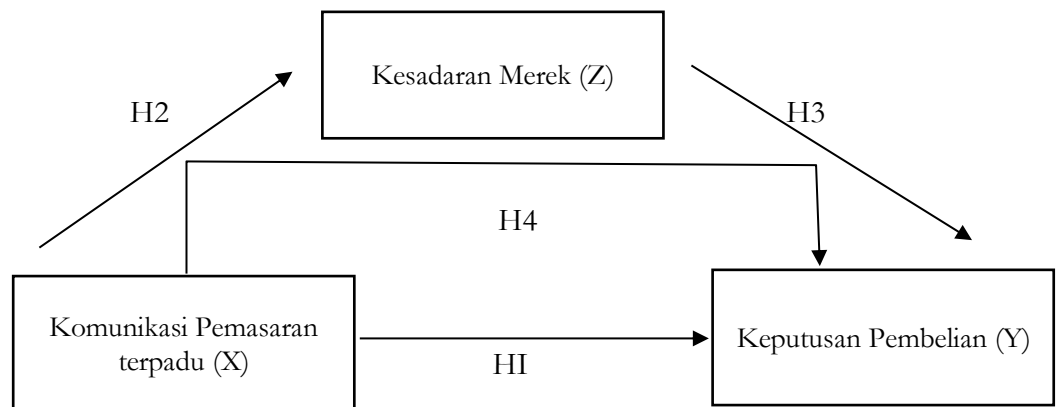 Kesadaran Merek (Z)
H2
H3
H4
Komunikasi Pemasaran
terpadu (X)
HI
Keputusan Pembelian (Y)